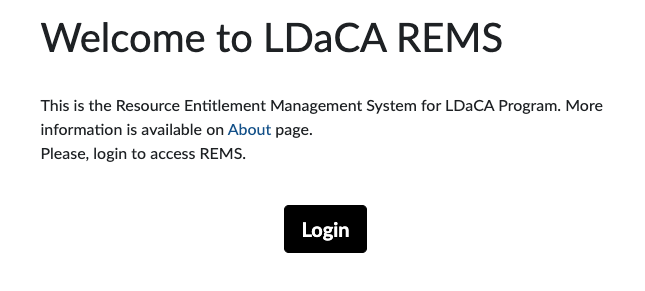 Welcome to LDaCA REMS
This is the Resource Entitlement Management System for LDaCA Program. More
information is available on About page.
Please, login to access REMS.
Login